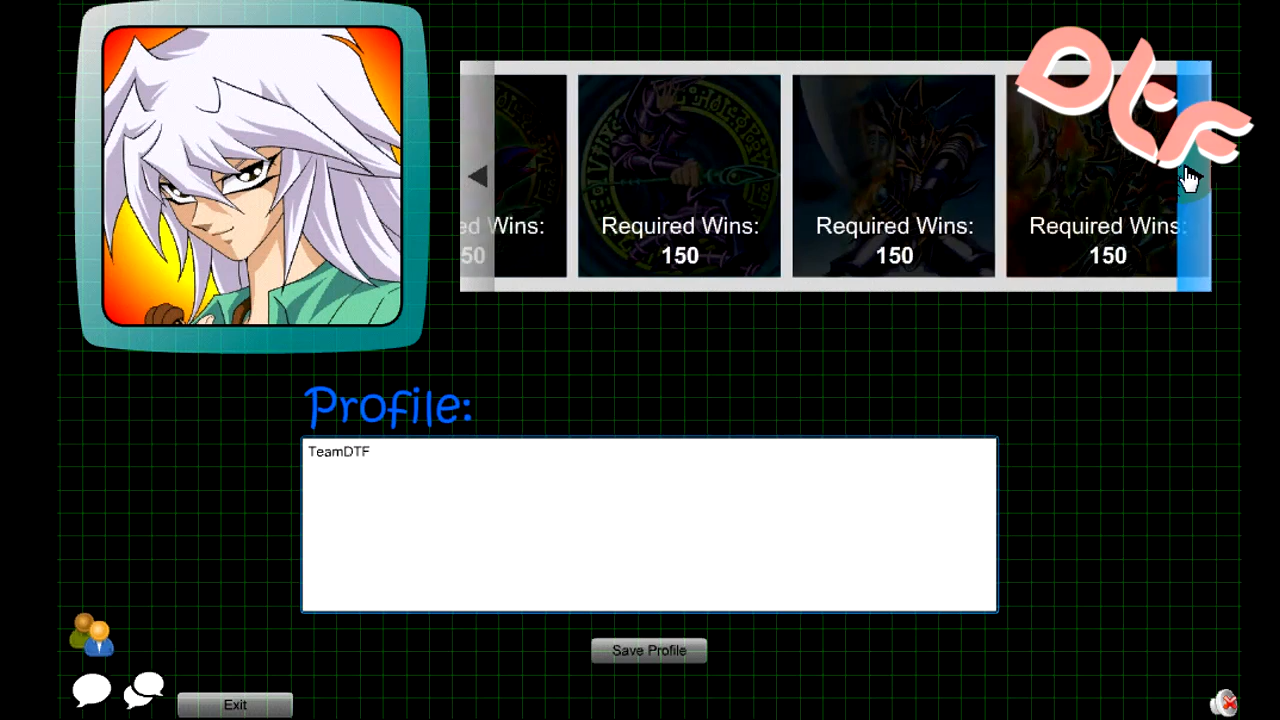 DTF
ed Wins:
50
Required Wins:
150
Required Wins:
150
Required Wins:
150
Profile:
TeamDTF
Save Profile
Exit